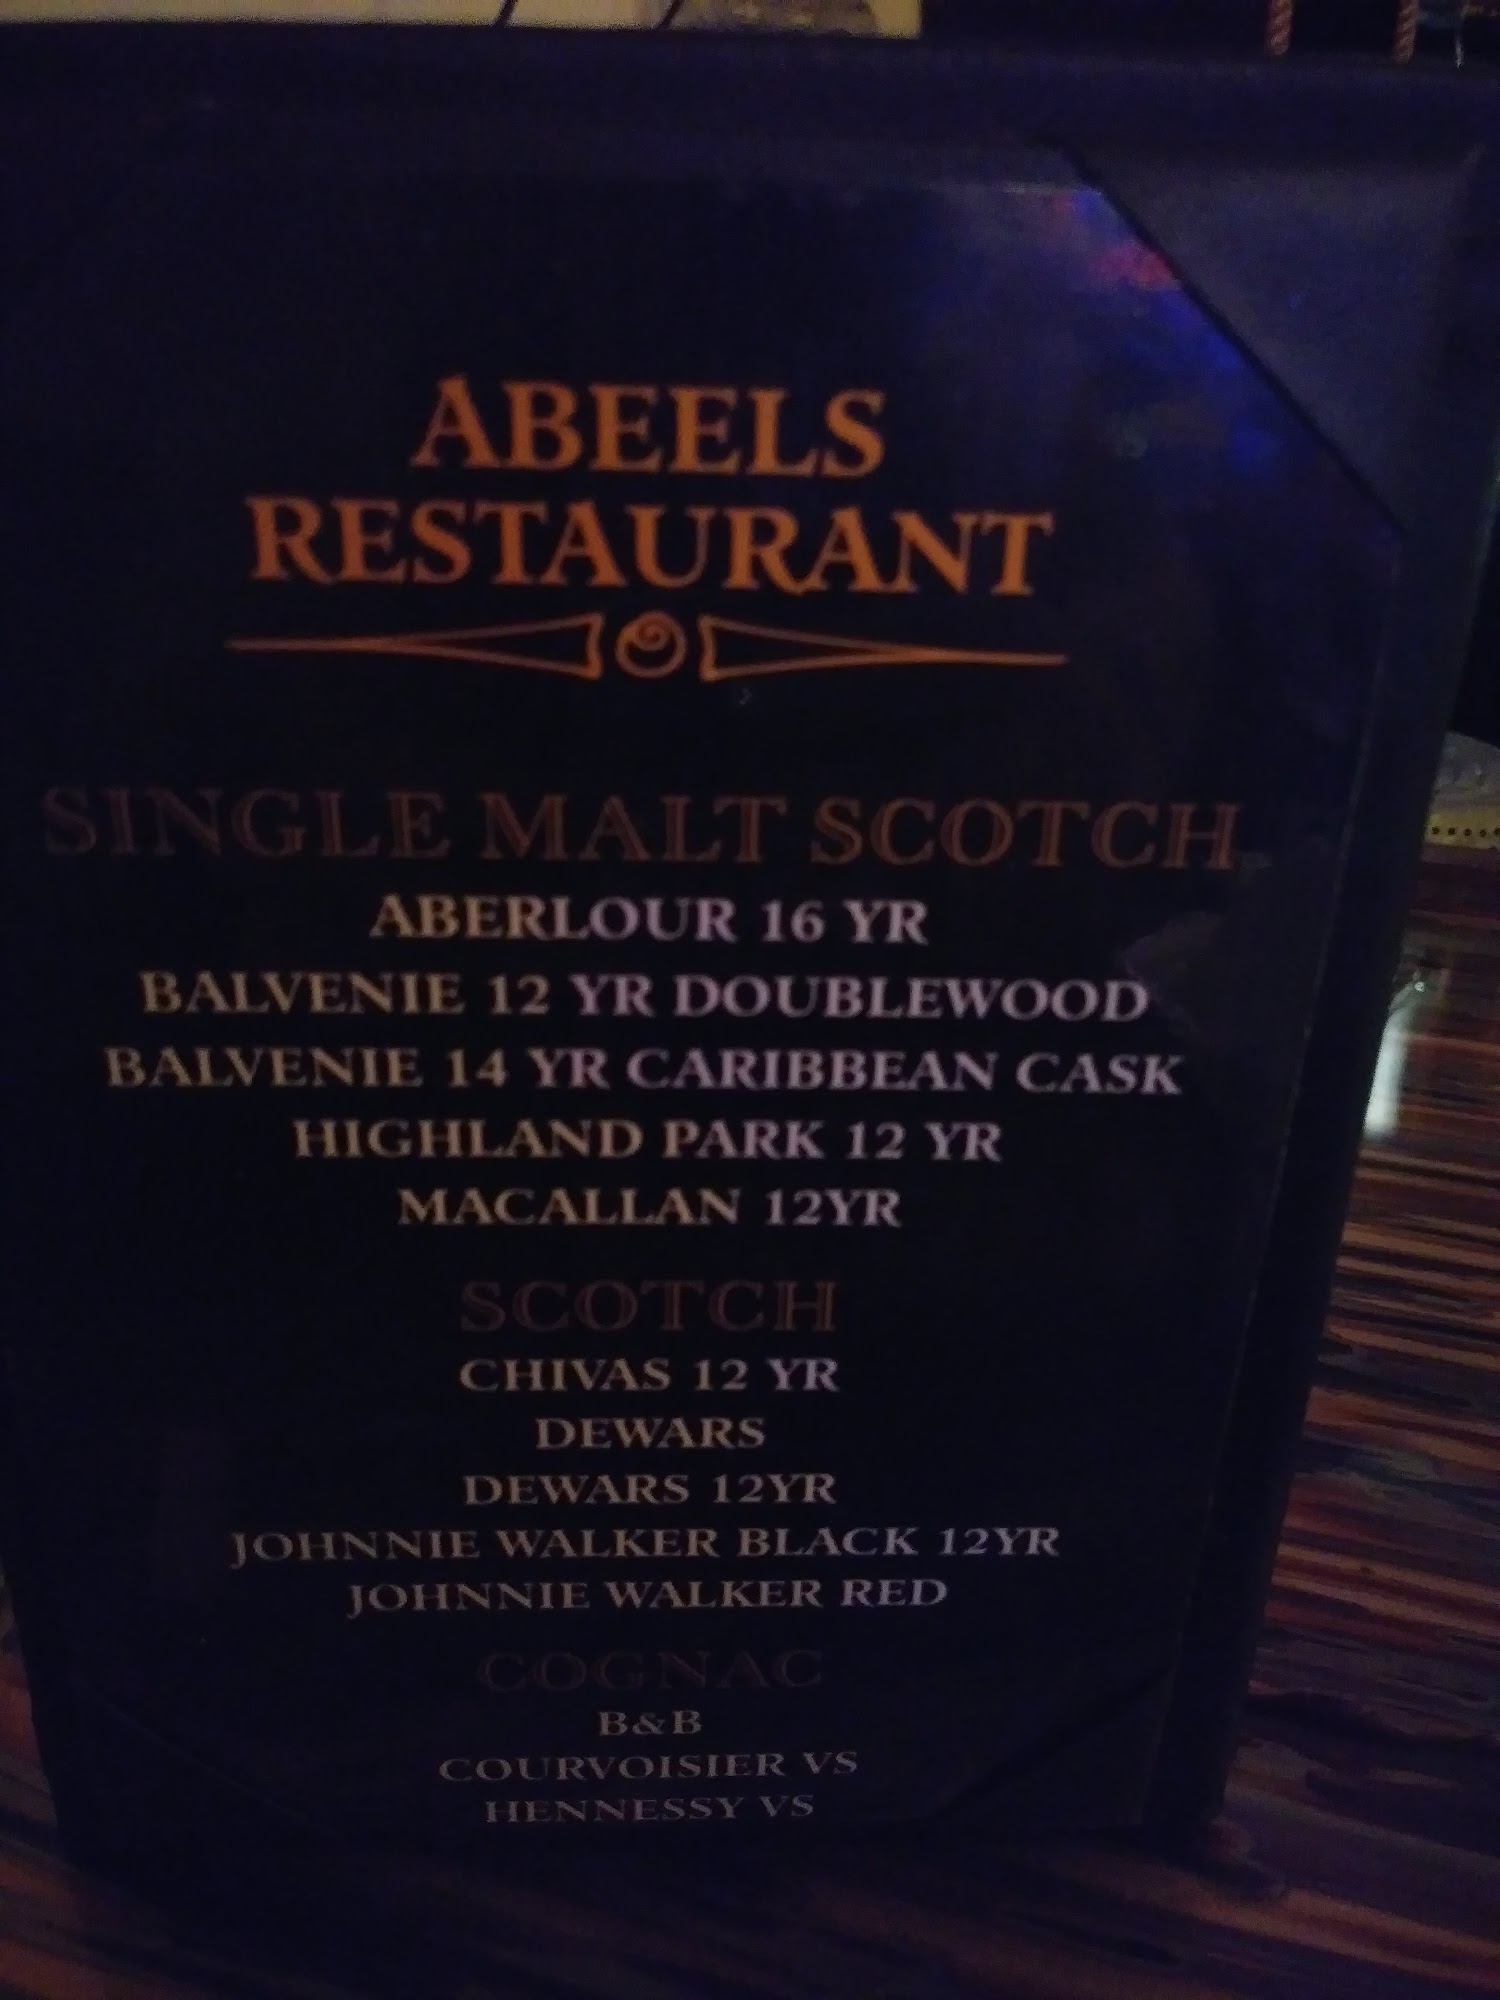 ABEELS
RESTAURANT
SINGLE MALT SCOTCH
ABERLOUR 16 YR
BALVENIE 12 YR DOUBLEWOOD
BALVENIE 14 YR CARIBBEAN CASK
HIGHLAND PARK 12 YR
MACALLAN 12YR
SCOTCH
CHIVAS 12 YR
DEWARS
DEWARS 12YR
JOHNNIE WALKER BLACK 12YR
JOHNNIE WALKER RED
COGNAC
B&B
COURVOISIER VS
HENNESSY VS